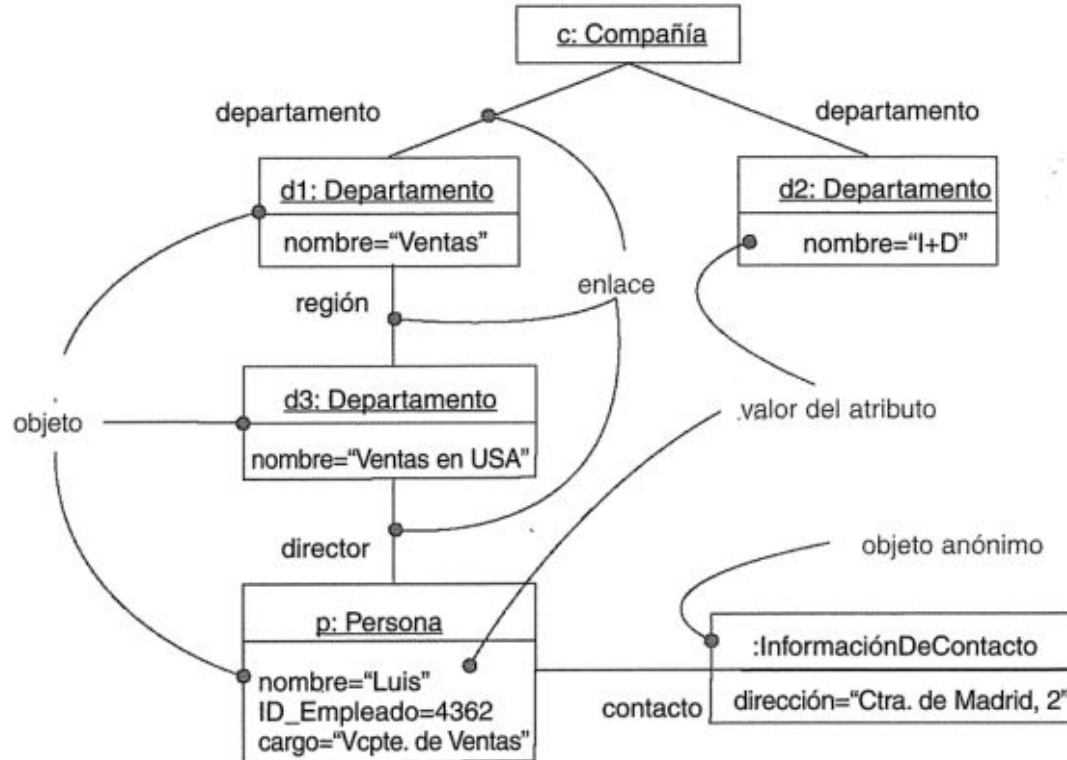 c: Compañía
departamento
departamento
d1: Departamento
nombre=“Ventas”
d2: Departamento
nombre=“I+D”
enlace
región
d3: Departamento
nombre=“Ventas en USA”
objeto
valor del atributo
director
objeto anónimo
p: Persona
nombre=“Luis”
ID_Empleado=4362
cargo=“Vcpte. de Ventas”
contacto
:InformaciónDeContacto
dirección=“Ctra. de Madrid, 2”